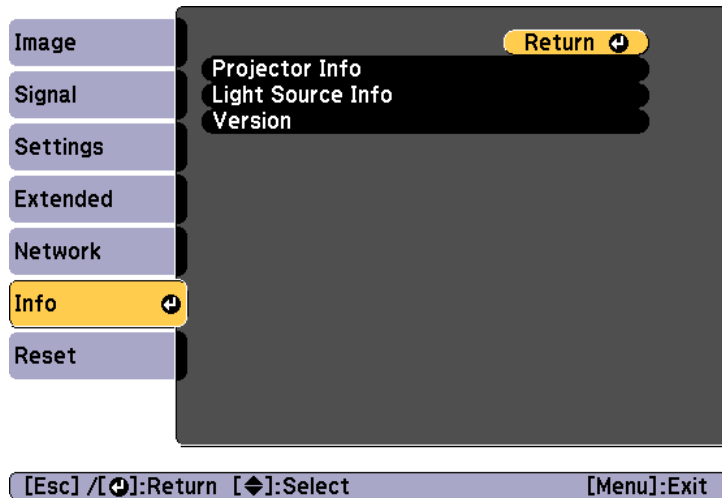 Image
Signal
Settings
Extended
Network
Info
Reset
Return
Projector Info
Light Source Info
Version
[Esc] /[⏎]:Return [◆]:Select [Menu]:Exit